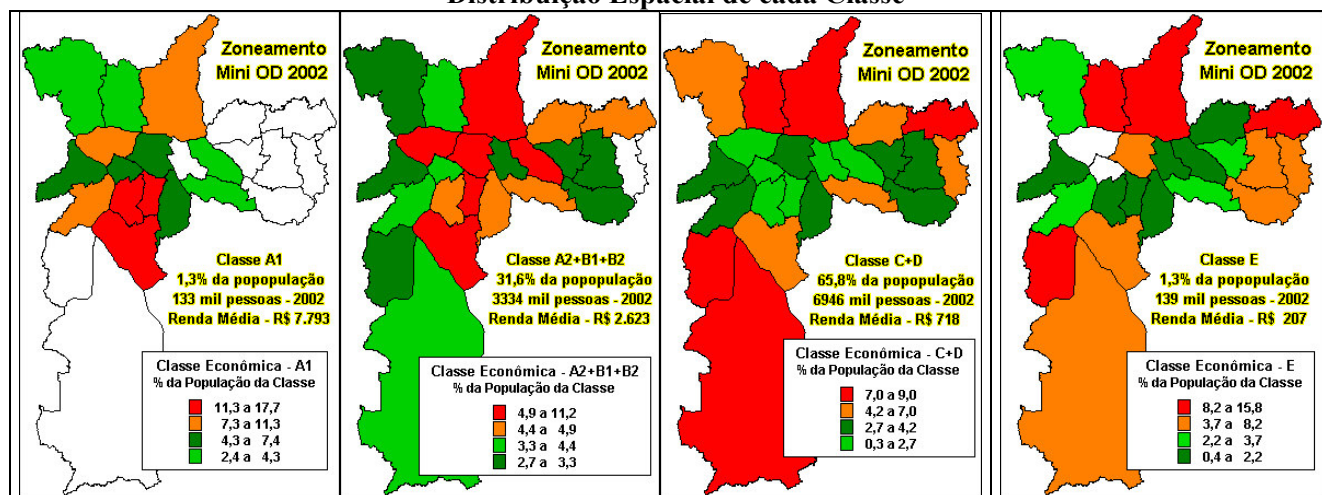 Distribuição Espacial de cada Classe
Zoneamento
Mini OD 2002
Classe A1
1,3% da popopulação
133 mil pessoas - 2002
Renda Média - R$ 7.793
Classe Econômica - A1
% da População da Classe
11,3 a 17,7
7,3 a 11,3
4,3 a 7,4
2,4 a 4,3
Zoneamento
Mini OD 2002
Classe A2+B1+B2
31,6% da popopulação
3334 mil pessoas - 2002
Renda Média - R$ 2.623
Classe Econômica - A2+B1+B2
% da População da Classe
4,9 a 11,2
4,4 a 4,9
3,3 a 4,4
2,7 a 3,3
Zoneamento
Mini OD 2002
Classe C+D
65,8% da popopulação
6946 mil pessoas - 2002
Renda Média - R$ 718
Classe Econômica - C+D
% da População da Classe
7,0 a 9,0
4,2 a 7,0
2,7 a 4,2
0,3 a 2,7
Zoneamento
Mini OD 2002
Classe E
1,3% da popopulação
139 mil pessoas - 2002
Renda Média - R$ 207
Classe Econômica - E
% da População da Classe
8,2 a 15,8
3,7 a 8,2
2,2 a 3,7
0,4 a 2,2